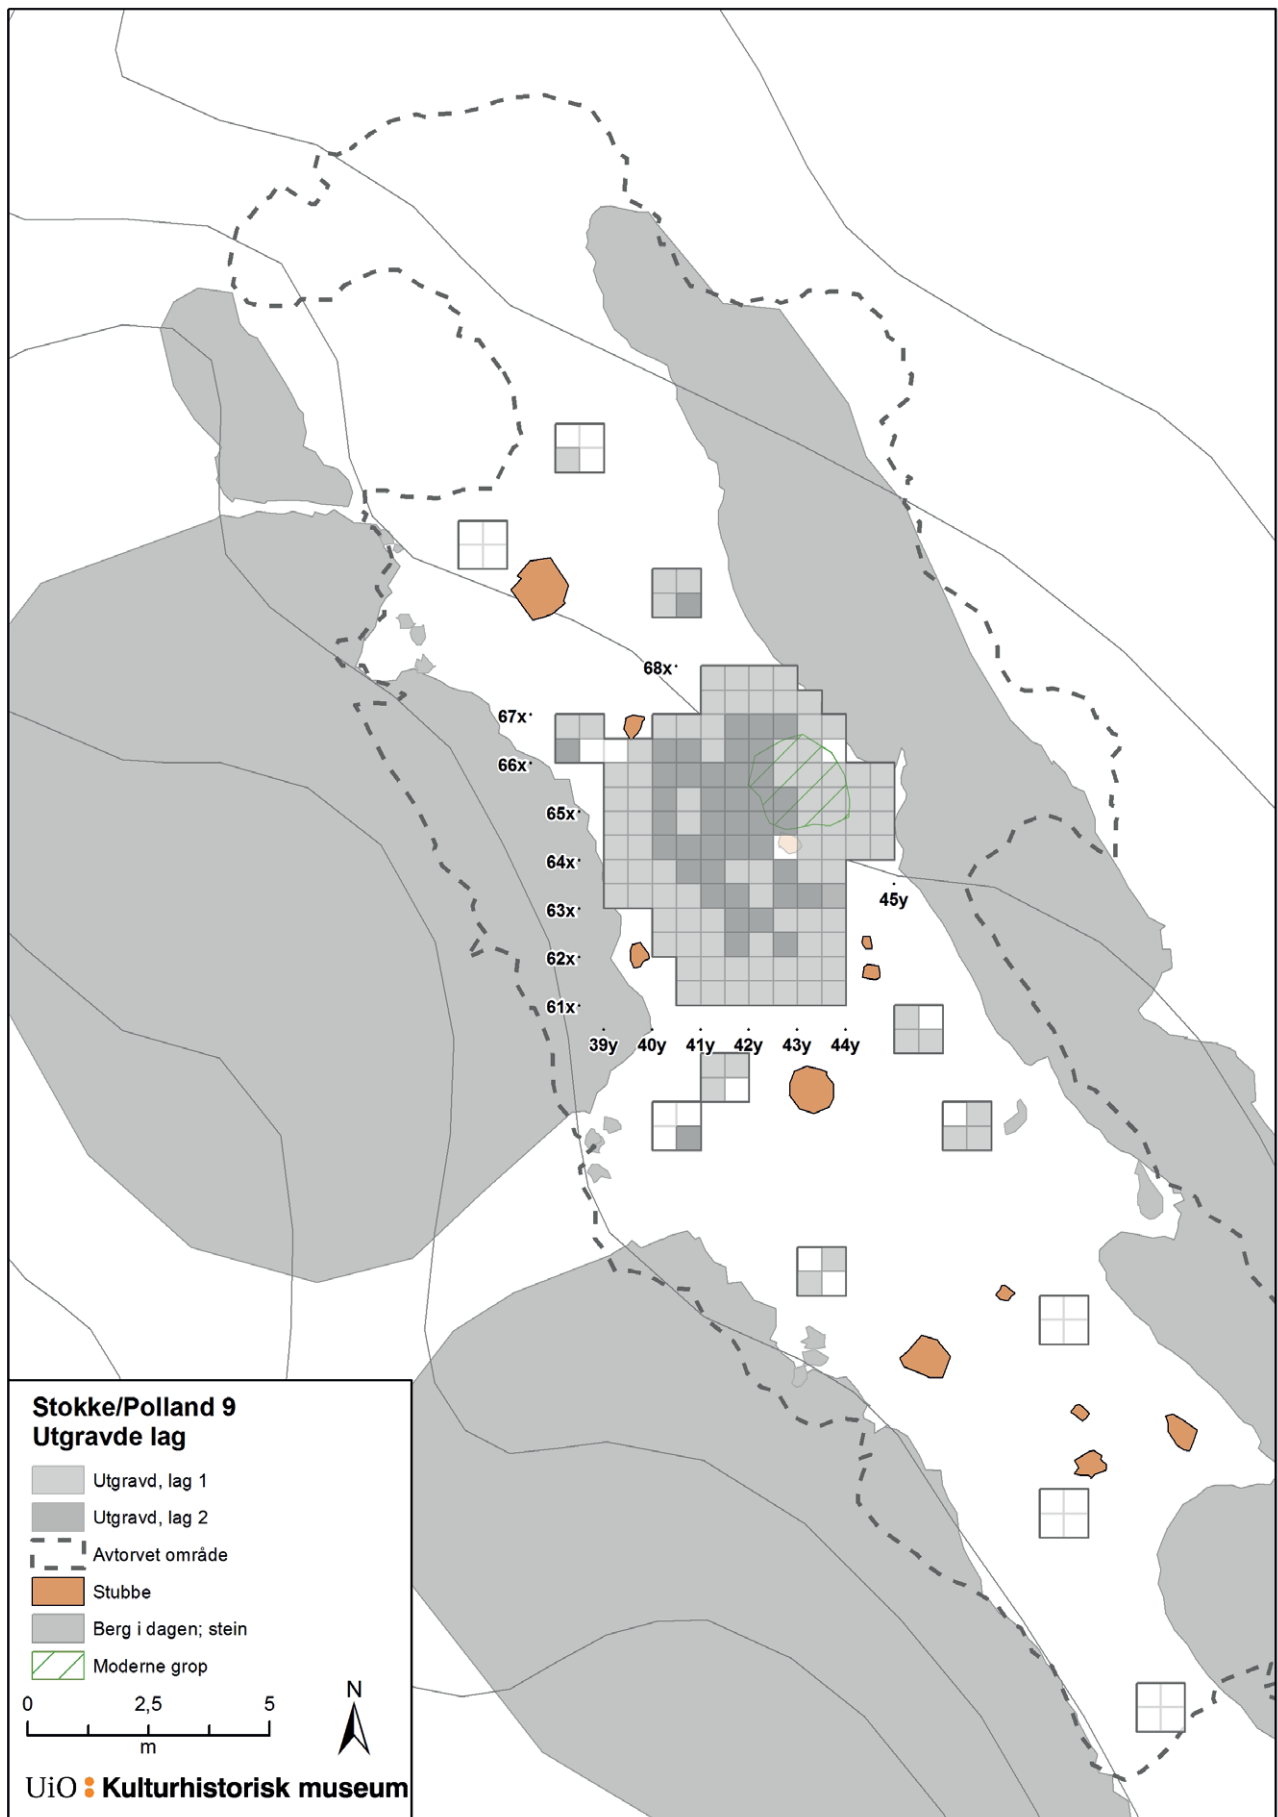 68x
67x
66x
65x
64x
45y
63x
62x
61x
39y 40y 41y 42y 43y 44y
Stokke/Polland 9
Utgravde lag
Utgravd, lag 1
Utgravd, lag 2
Avtorvet område
Stubbe
Berg i dagen; stein
Moderne grop
0 2,5 5
m
N
UiO Kulturhistorisk museum